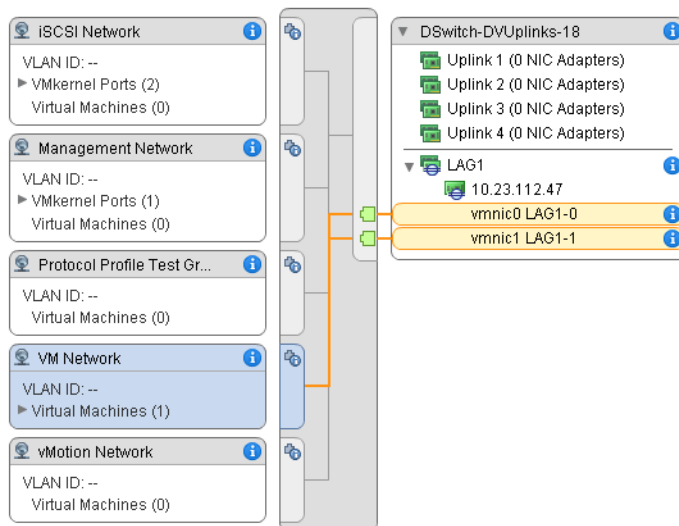 iSCSI Network
VLAN ID: --
VMkernel Ports (2)
Virtual Machines (0)
Management Network
VLAN ID: --
VMkernel Ports (1)
Virtual Machines (0)
Protocol Profile Test Gr...
VLAN ID: --
Virtual Machines (0)
VM Network
VLAN ID: --
Virtual Machines (1)
vMotion Network
VLAN ID: --
Virtual Machines (0)
DSwitch-DVUplinks-18
Uplink 1 (0 NIC Adapters)
Uplink 2 (0 NIC Adapters)
Uplink 3 (0 NIC Adapters)
Uplink 4 (0 NIC Adapters)
LAG1
10.23.112.47
vmnic0 LAG1-0
vmnic1 LAG1-1